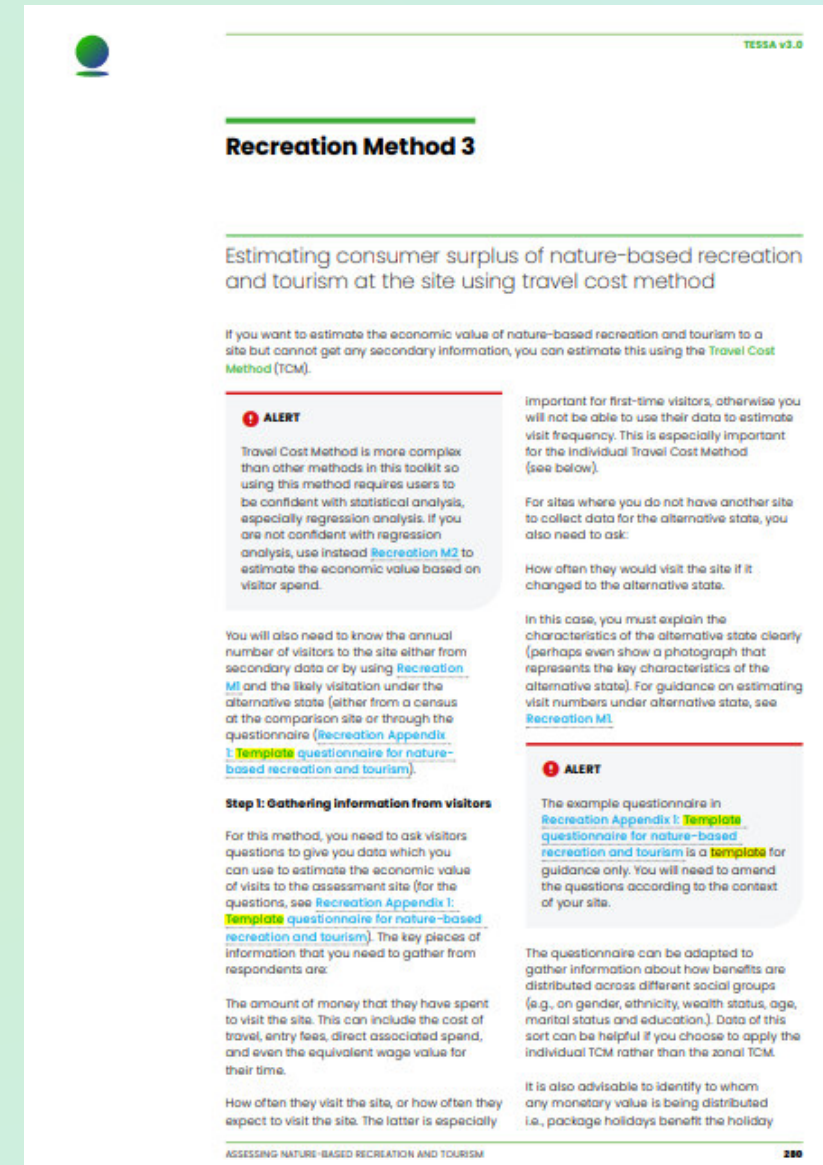 TESSA v3.0
Recreation Method 3
Estimating consumer surplus of nature-based recreation
and tourism at the site using travel cost method
If you want to estimate the economic value of nature-based recreation and tourism to a
site but cannot get any secondary information, you can estimate this using the Travel Cost
Method (TCM).
ALERT
Travel Cost Method is more complex
than other methods in this toolkit so
using this method requires users to
be confident with statistical analysis,
especially regression analysis. If you
are not confident with regression
analysis, use instead Recreation M2 to
estimate the economic value based on
visitor spend.
You will also need to know the annual
number of visitors to the site either from
secondary data or by using Recreation
M1 and the likely visitation under the
alternative state (either from a census
at the comparison site or through the
questionnaire (Recreation Appendix
1: Template questionnaire for nature-
based recreation and tourism).
Step 1: Gathering information from visitors
For this method, you need to ask visitors
questions to give you data which you
can use to estimate the economic value
of visits to the assessment site (for the
questions, see Recreation Appendix 1:
Template questionnaire for nature-based
recreation and tourism). The key pieces of
information that you need to gather from
respondents are:
The amount of money that they have spent
to visit the site. This can include the cost of
travel, entry fees, direct associated spend,
and even the equivalent wage value for
their time.
How often they visit the site, or how often they
expect to visit the site. The latter is especially
important for first-time visitors, otherwise you
will not be able to use their data to estimate
visit frequency. This is especially important
for the individual Travel Cost Method
(see below).
For sites where you do not have another site
to collect data for the alternative state, you
also need to ask:
How often they would visit the site if it
changed to the alternative state.
In this case, you must explain the
characteristics of the alternative state clearly
(perhaps even show a photograph that
represents the key characteristics of the
alternative state). For guidance on estimating
visit numbers under alternative state, see
Recreation M1.
ALERT
The example questionnaire in
Recreation Appendix 1: Template
questionnaire for nature-based
recreation and tourism is a template for
guidance only. You will need to amend
the questions according to the context
of your site.
The questionnaire can be adapted to
gather information about how benefits are
distributed across different social groups
(e.g., on gender, ethnicity, wealth status, age,
marital status and education.). Data of this
sort can be helpful if you choose to apply the
individual TCM rather than the zonal TCM.
It is also advisable to identify to whom
any monetary value is being distributed
i.e., package holidays benefit the holiday
ASSESSING NATURE-BASED RECREATION AND TOURISM
280